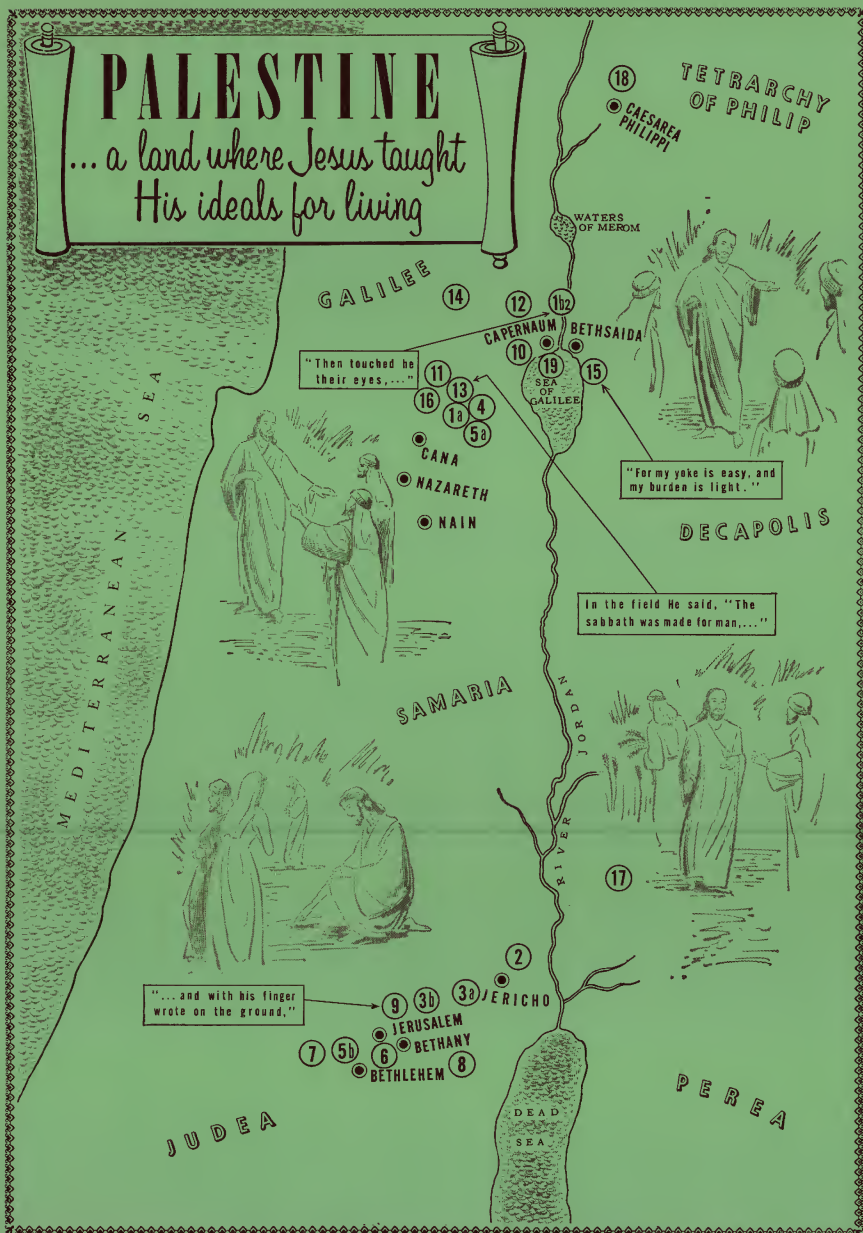 PALESTINE
...a land where Jesus taught
His ideals for living
TETRARCHY
OF PHILIP
18
CAESAREA
PHILIPPI
WATERS
OF MEROM
GALILEE
14
12
1b2
CAPERNAUM
BETHSAIDA
10
19
15
SEA
OF
GALILEE
"Then touched he
their eyes,..."
11
13
16
1a
4
5a
CANA
NAZARETH
NAIN
"For my yoke is easy, and
my burden is light."
DECAPOLIS
In the field He said, "The
sabbath was made for man,..."
MEDITERRANEAN SEA
SAMARIA
RIVER JORDAN
17
2
JERICHO
"...and with his finger
wrote on the ground,"
9
3b
3a
JERUSALEM
BETHANY
7
5b
6
8
BETHLEHEM
JUDEA
PEREA
DEAD
SEA